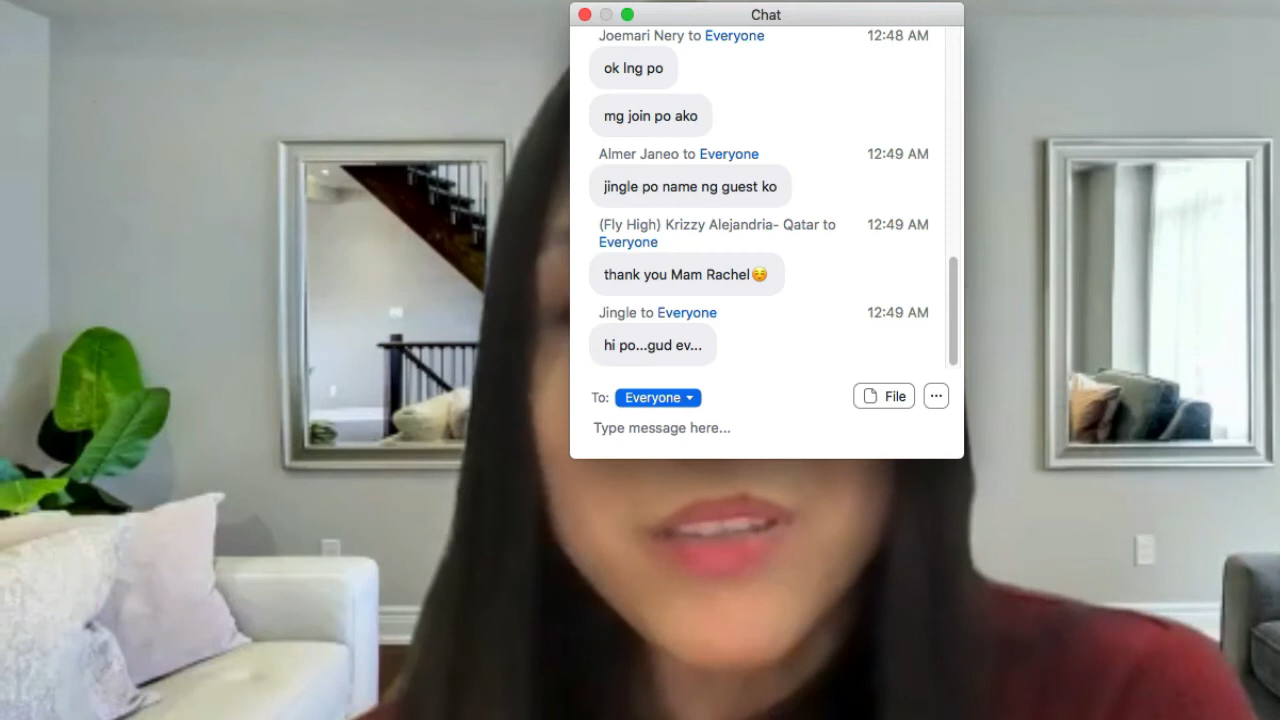 Chat
Joemari Nery to Everyone 12:48 AM
ok lng po
mg join po ako
Almer Janeo to Everyone 12:49 AM
jingle po name ng guest ko
(Fly High) Krizzy Alejandria- Qatar to 12:49 AM
Everyone
thank you Mam Rachel☺️
Jingle to Everyone 12:49 AM
hi po...gud ev...
To: Everyone File ...
Type message here...